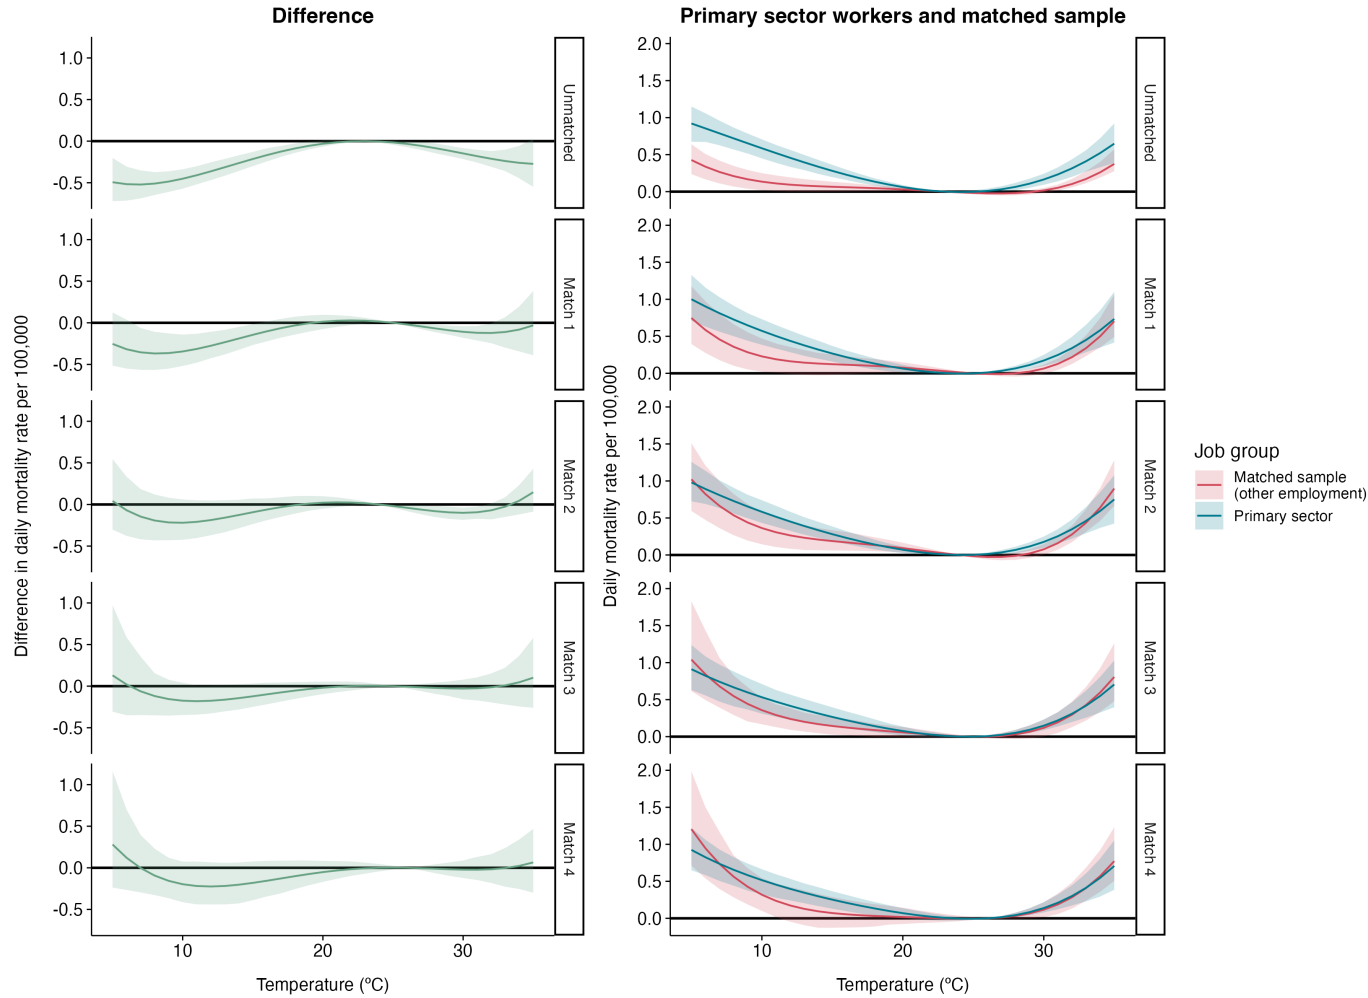 Difference
Primary sector workers and matched sample
Difference in daily mortality rate per 100,000
1.0
0.5
0.0
-0.5
Unmatched
1.0
0.5
0.0
-0.5
Match 1
1.0
0.5
0.0
-0.5
Match 2
1.0
0.5
0.0
-0.5
Match 3
1.0
0.5
0.0
-0.5
Match 4
10
20
30
Temperature (ºC)
Daily mortality rate per 100,000
2.0
1.5
1.0
0.5
0.0
Unmatched
2.0
1.5
1.0
0.5
0.0
Match 1
2.0
1.5
1.0
0.5
0.0
Match 2
2.0
1.5
1.0
0.5
0.0
Match 3
2.0
1.5
1.0
0.5
0.0
Match 4
10
20
30
Temperature (ºC)
Job group
Matched sample
(other employment)
Primary sector